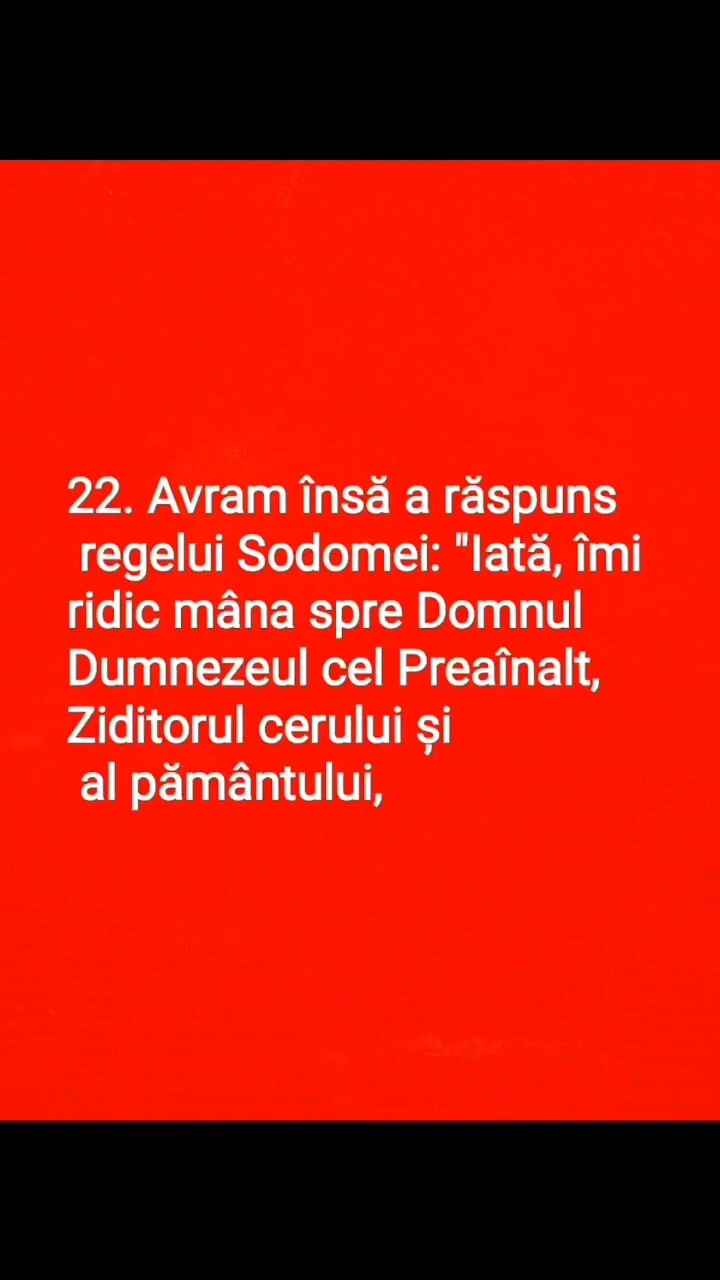 22. Avram însă a răspuns
regelui Sodomei: "Iată, îmi
ridic mâna spre Domnul
Dumnezeul cel Preaînalt,
Ziditorul cerului și
al pământului,